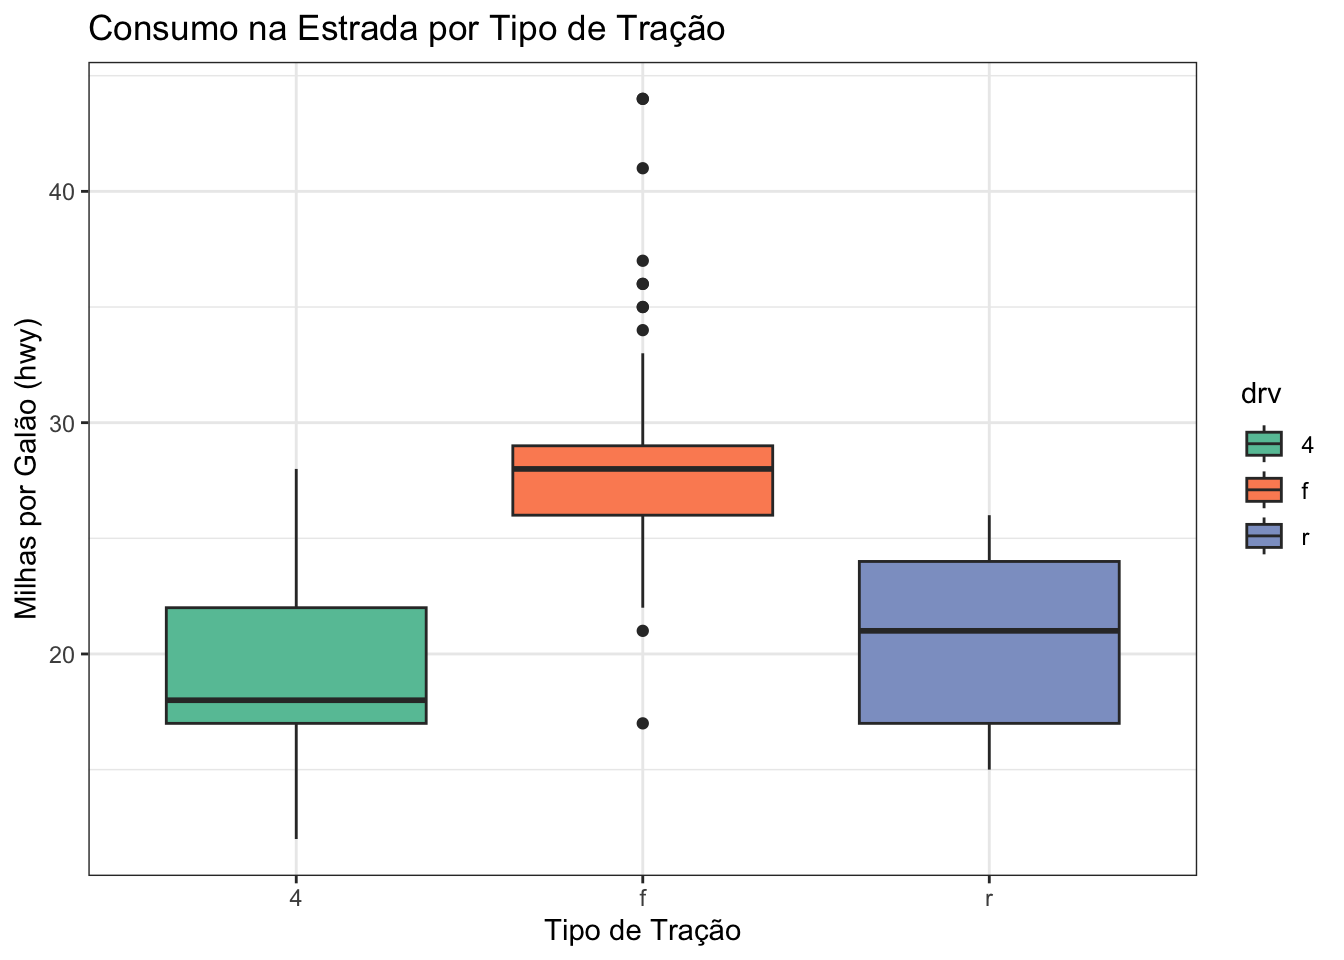 Consumo na Estrada por Tipo de Tração
Milhas por Galão (hwy)
40
30
20
4
f
r
Tipo de Tração
drv
4
f
r